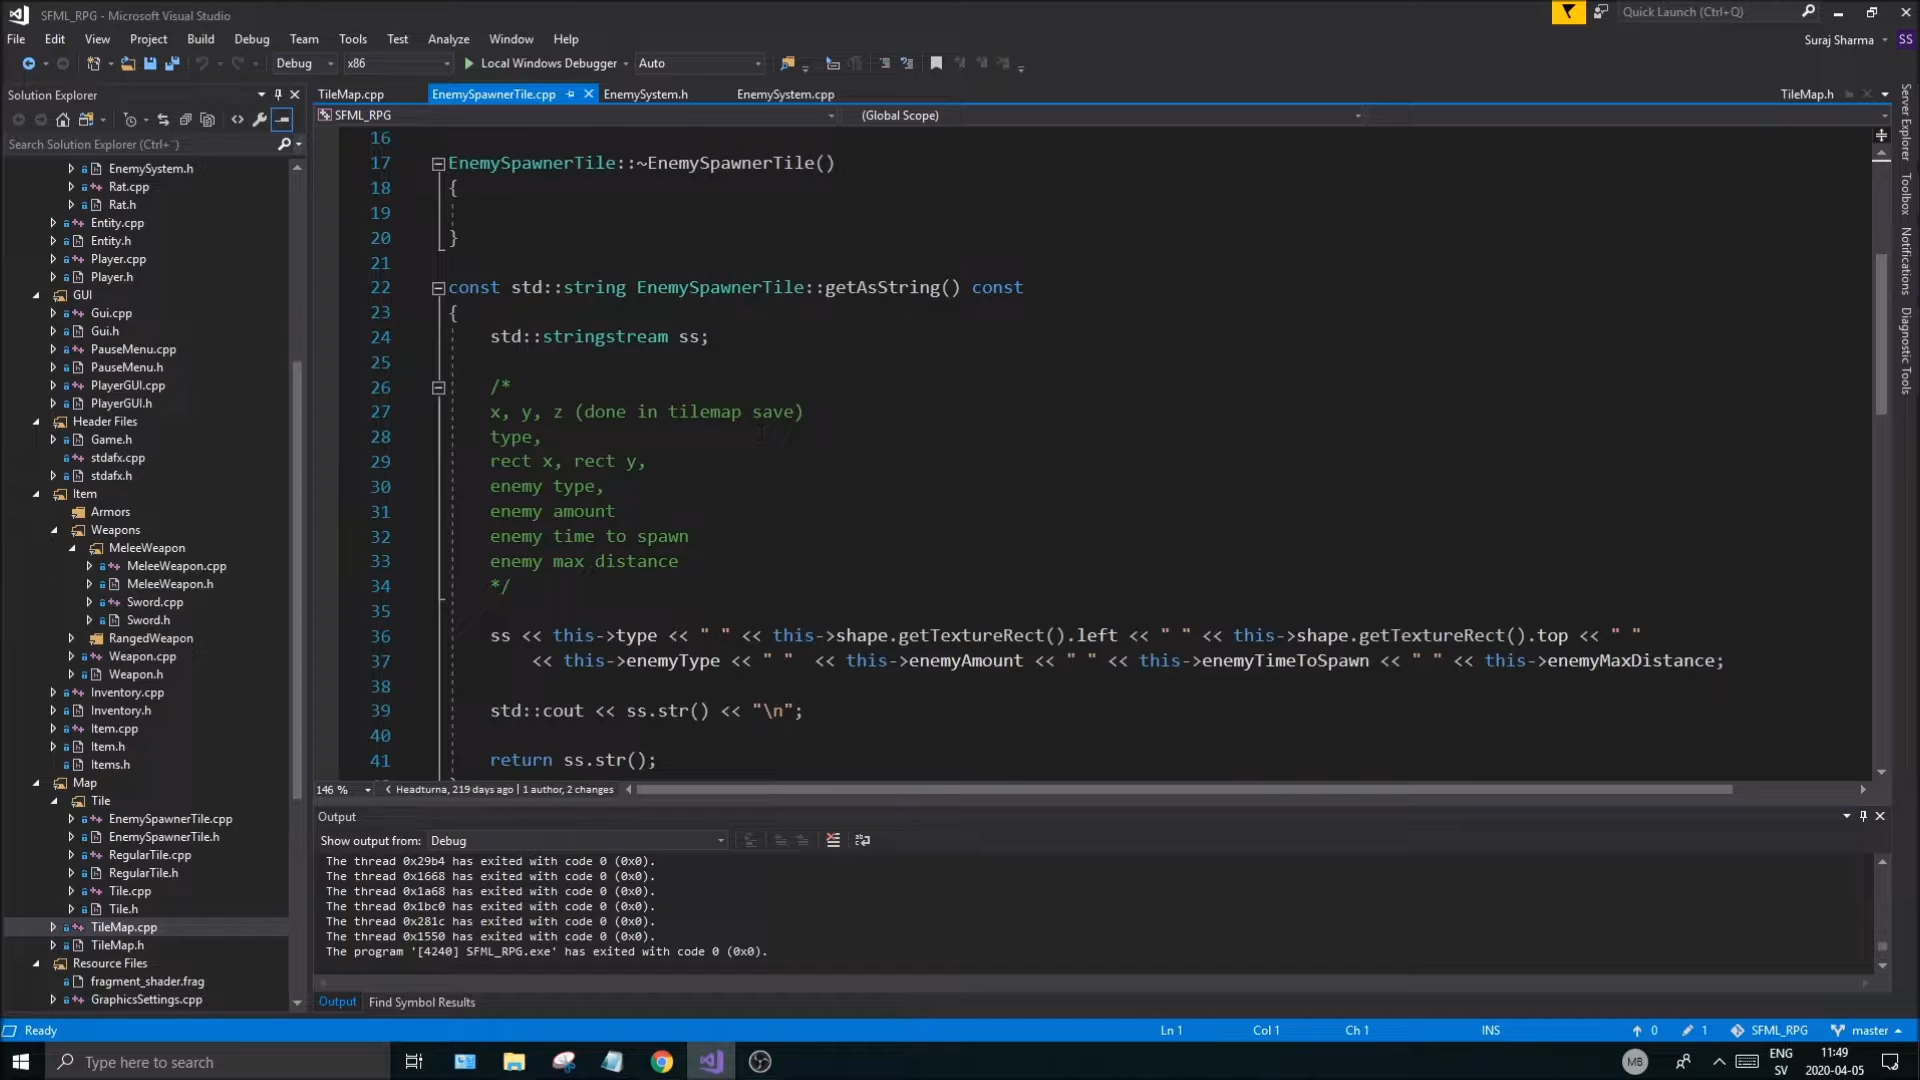 SFML_RPG - Microsoft Visual Studio
Quick Launch (Ctrl+Q)
File Edit View Project Build Debug Team Tools Test Analyze Window Help
Suraj Sharma SS
Debug x86 Local Windows Debugger Auto
Solution Explorer
Search Solution Explorer (Ctrl+¨)
EnemySystem.h
Rat.cpp
Rat.h
Entity.cpp
Entity.h
Player.cpp
Player.h
GUI
Gui.cpp
Gui.h
PauseMenu.cpp
PauseMenu.h
PlayerGUI.cpp
PlayerGUI.h
Header Files
Game.h
stdafx.cpp
stdafx.h
Item
Armors
Weapons
MeleeWeapon
MeleeWeapon.cpp
MeleeWeapon.h
Sword.cpp
Sword.h
RangedWeapon
Weapon.cpp
Weapon.h
Inventory.cpp
Inventory.h
Item.cpp
Item.h
Items.h
Map
Tile
EnemySpawnerTile.cpp
EnemySpawnerTile.h
RegularTile.cpp
RegularTile.h
Tile.cpp
Tile.h
TileMap.cpp
TileMap.h
Resource Files
fragment_shader.frag
GraphicsSettings.cpp
TileMap.cpp EnemySpawnerTile.cpp EnemySystem.h EnemySystem.cpp TileMap.h
SFML_RPG (Global Scope)
16
17 EnemySpawnerTile::~EnemySpawnerTile()
18 {
19
20 }
21
22 const std::string EnemySpawnerTile::getAsString() const
23 {
24 std::stringstream ss;
25
26 /*
27 x, y, z (done in tilemap save)
28 type,
29 rect x, rect y,
30 enemy type,
31 enemy amount
32 enemy time to spawn
33 enemy max distance
34 */
35
36 ss << this->type << " " << this->shape.getTextureRect().left << " " << this->shape.getTextureRect().top << " "
37 << this->enemyType << " " << this->enemyAmount << " " << this->enemyTimeToSpawn << " " << this->enemyMaxDistance;
38
39 std::cout << ss.str() << "\n";
40
41 return ss.str();
146 % Headturna, 219 days ago | 1 author, 2 changes
Output
Show output from: Debug
The thread 0x29b4 has exited with code 0 (0x0).
The thread 0x1668 has exited with code 0 (0x0).
The thread 0x1a68 has exited with code 0 (0x0).
The thread 0x1bc0 has exited with code 0 (0x0).
The thread 0x281c has exited with code 0 (0x0).
The thread 0x1550 has exited with code 0 (0x0).
The program '[4240] SFML_RPG.exe' has exited with code 0 (0x0).
Output Find Symbol Results
Server Explorer
Toolbox
Notifications
Diagnostic Tools
Ready Ln 1 Col 1 Ch 1 INS 0 1 SFML_RPG master
Type here to search
MB
ENG
SV
11:49
2020-04-05